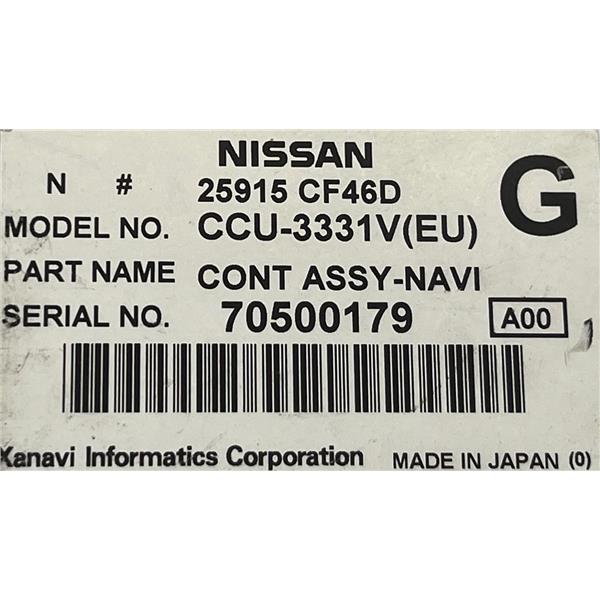 NISSAN
N # 25915 CF46D G
MODEL NO. CCU-3331V(EU)
PART NAME CONT ASSY-NAVI
SERIAL NO. 70500179 A00
Xanavi Informatics Corporation MADE IN JAPAN (0)